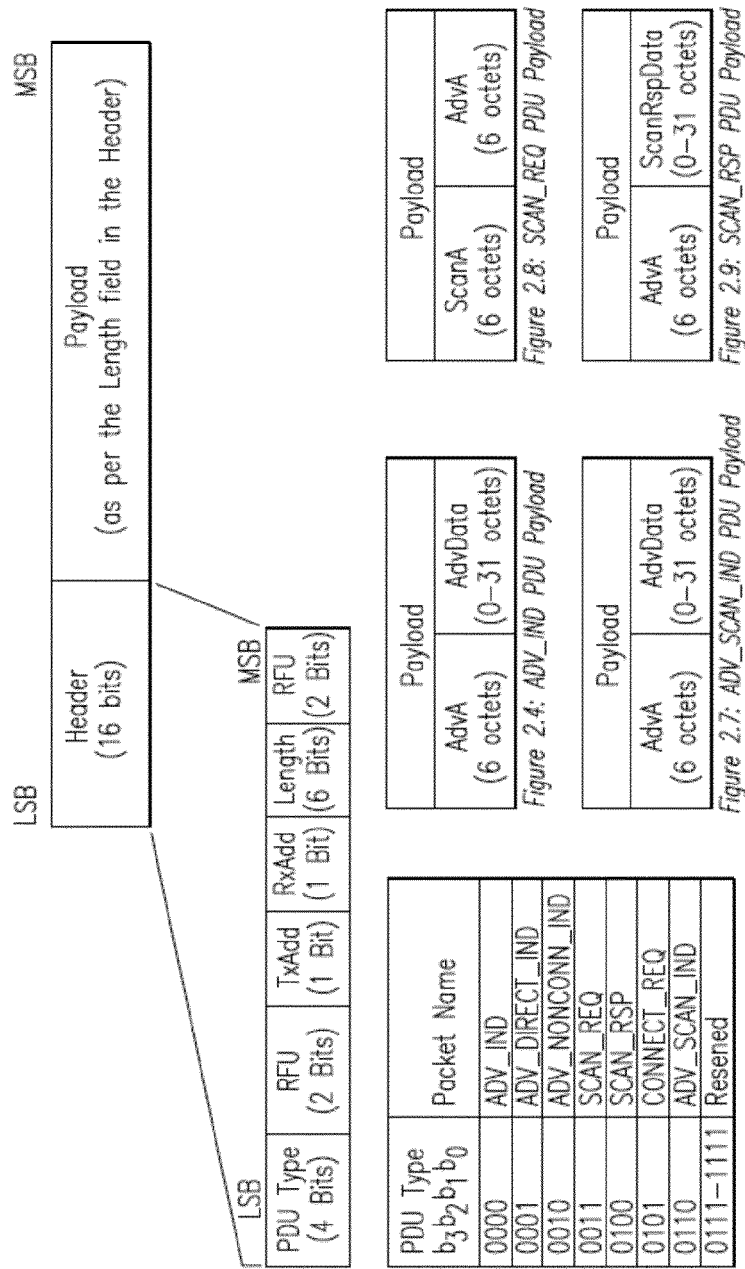 LSB MSB
Header Payload
(16 bits) (as per the Length field in the Header)
LSB MSB
PDU Type RFU TxAdd RxAdd Length RFU
(4 Bits) (2 Bits) (1 Bit) (1 Bit) (6 Bits) (2 Bits)
PDU Type Packet Name
b3b2b1b0
0000 ADV_IND
0001 ADV_DIRECT_IND
0010 ADV_NONCONN_IND
0011 SCAN_REQ
0100 SCAN_RSP
0101 CONNECT_REQ
0110 ADV_SCAN_IND
0111-1111 Resened
Payload
AdvA AdvData
(6 octets) (0-31 octets)
Figure 2.4: ADV_IND PDU Payload
Payload
ScanA AdvA
(6 octets) (6 octets)
Figure 2.8: SCAN_REQ PDU Payload
Payload
AdvA AdvData
(6 octets) (0-31 octets)
Figure 2.7: ADV_SCAN_IND PDU Payload
Payload
AdvA ScanRspData
(6 octets) (0-31 octets)
Figure 2.9: SCAN_RSP PDU Payload